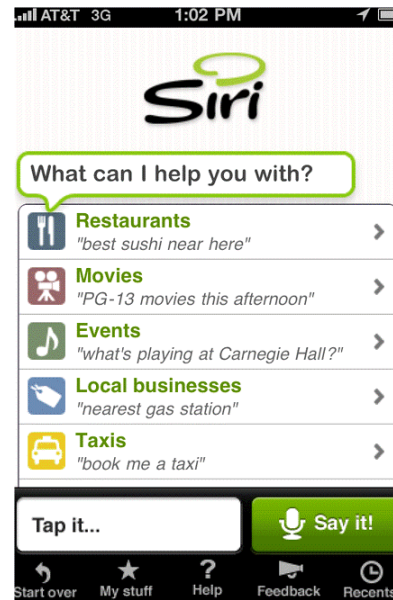 AT&T 3G 1:02 PM
Siri
What can I help you with?
Restaurants
"best sushi near here"
Movies
"PG-13 movies this afternoon"
Events
"what's playing at Carnegie Hall?"
Local businesses
"nearest gas station"
Taxis
"book me a taxi"
Tap it... Say it!
Start over My stuff Help Feedback Recents